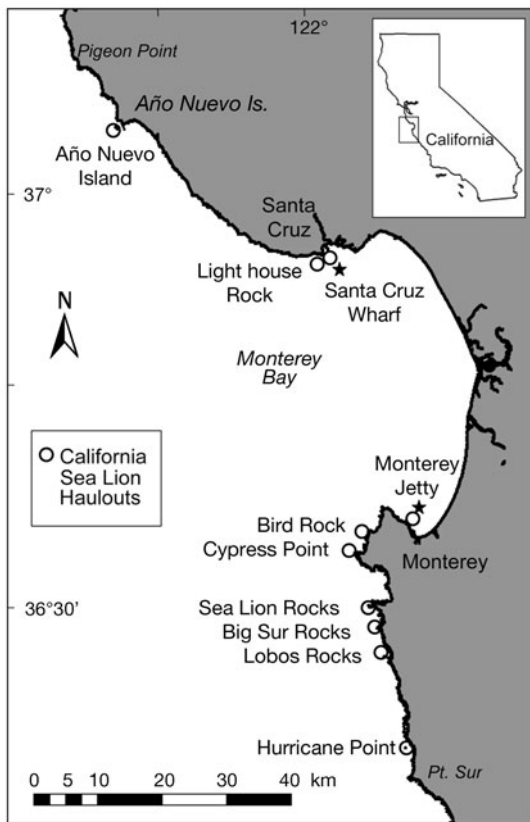 122°
Pigeon Point
Año Nuevo Is.
California
Año Nuevo
Island
37°
Santa
Cruz
Light house
Rock
Santa Cruz
Wharf
N
Monterey
Bay
California
Sea Lion
Haulouts
Monterey
Jetty
Bird Rock
Cypress Point
Monterey
36°30'
Sea Lion Rocks
Big Sur Rocks
Lobos Rocks
Hurricane Point
Pt. Sur
0 5 10 20 30 40 km